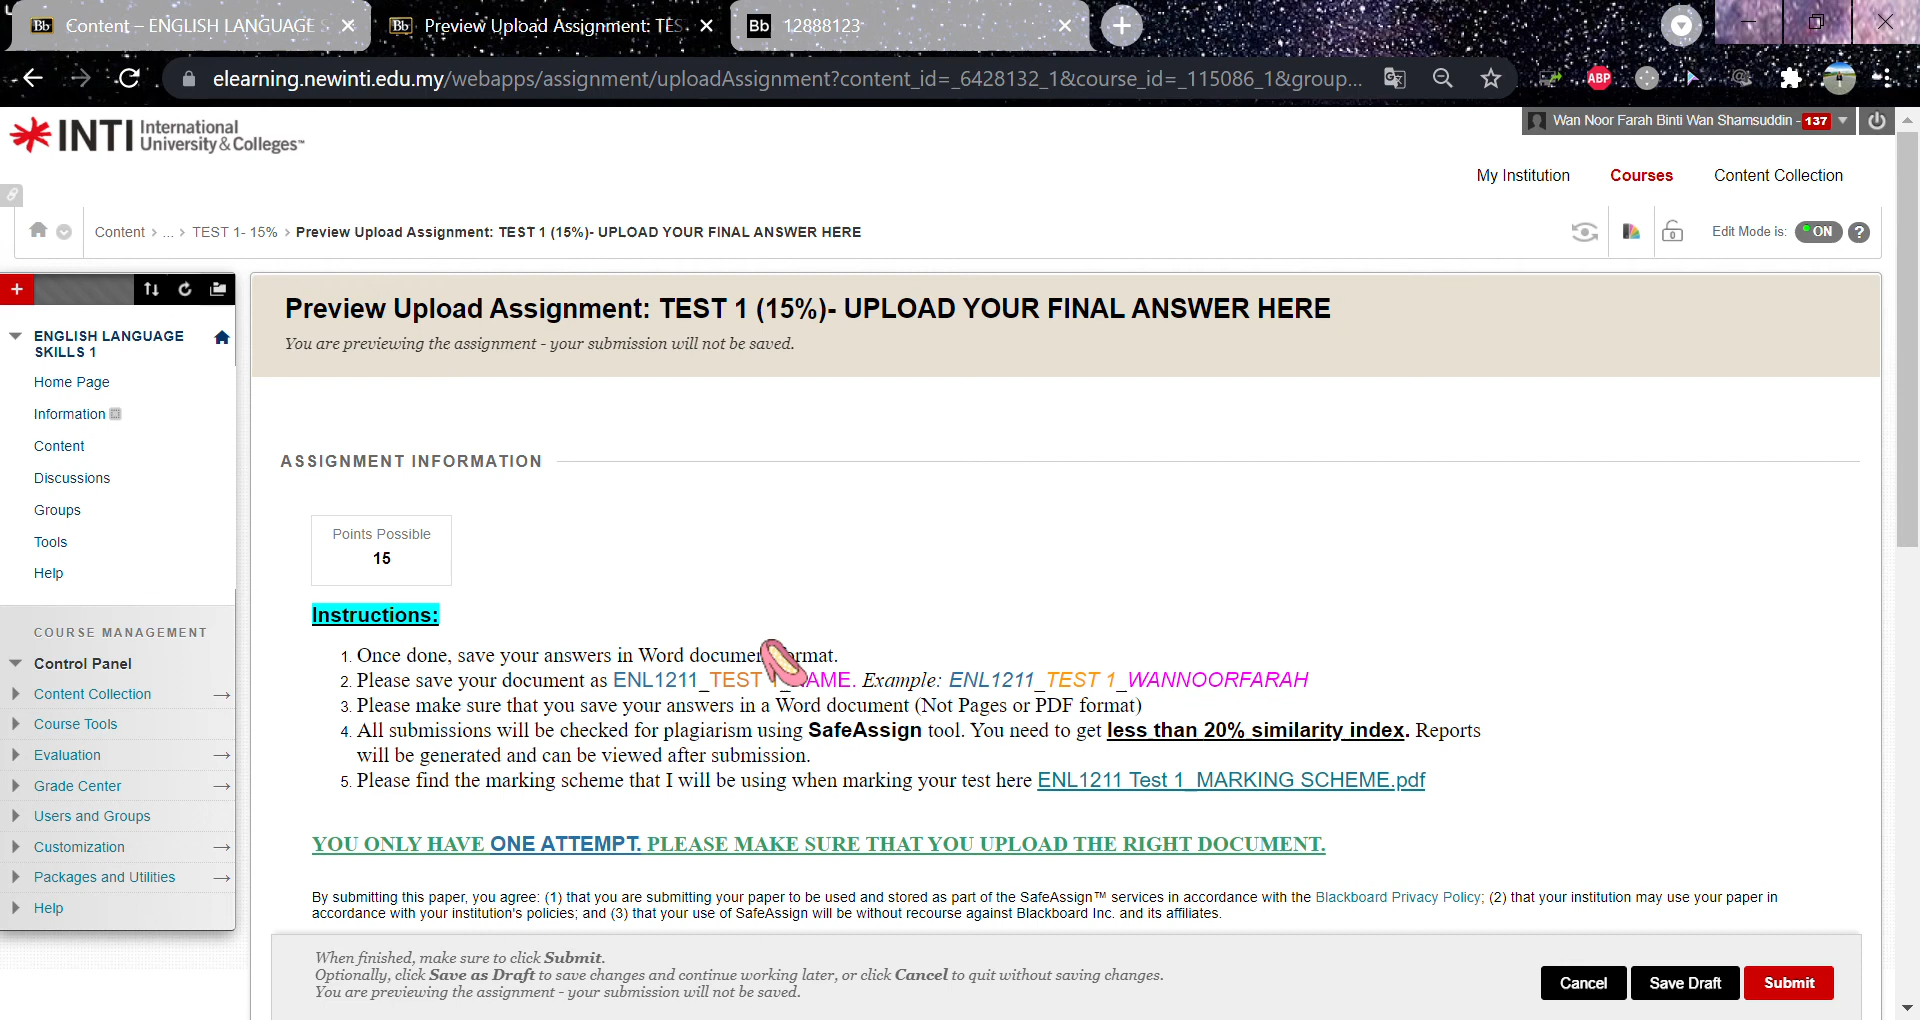 Content – ENGLISH LANGUAGE S
Preview Upload Assignment: TES
12888123
elearning.newinti.edu.my/webapps/assignment/uploadAssignment?content_id=_6428132_1&course_id=_115086_1&group...
ABP
INTI International University & Colleges™
Wan Noor Farah Binti Wan Shamsuddin - 137
My Institution
Courses
Content Collection
Content > ... > TEST 1- 15% > Preview Upload Assignment: TEST 1 (15%)- UPLOAD YOUR FINAL ANSWER HERE
Edit Mode is: ON ?
ENGLISH LANGUAGE
SKILLS 1
Home Page
Information
Content
Discussions
Groups
Tools
Help
COURSE MANAGEMENT
Control Panel
Content Collection
Course Tools
Evaluation
Grade Center
Users and Groups
Customization
Packages and Utilities
Help
Preview Upload Assignment: TEST 1 (15%)- UPLOAD YOUR FINAL ANSWER HERE
You are previewing the assignment - your submission will not be saved.
ASSIGNMENT INFORMATION
Points Possible
15
Instructions:
1. Once done, save your answers in Word
2. Please save your document as ENL1211_TEST Example: ENL1211_TEST 1_WANNOORFARAH
3. Please make sure that you save your answers in a Word document (Not Pages or PDF format)
4. All submissions will be checked for plagiarism using SafeAssign tool. You need to get less than 20% similarity index. Reports
will be generated and can be viewed after submission.
5. Please find the marking scheme that I will be using when marking your test here ENL1211 Test 1_MARKING SCHEME.pdf
YOU ONLY HAVE ONE ATTEMPT. PLEASE MAKE SURE THAT YOU UPLOAD THE RIGHT DOCUMENT.
By submitting this paper, you agree: (1) that you are submitting your paper to be used and stored as part of the SafeAssign™ services in accordance with the Blackboard Privacy Policy; (2) that your institution may use your paper in
accordance with your institution's policies; and (3) that your use of SafeAssign will be without recourse against Blackboard Inc. and its affiliates.
When finished, make sure to click Submit.
Optionally, click Save as Draft to save changes and continue working later, or click Cancel to quit without saving changes.
You are previewing the assignment - your submission will not be saved.
Cancel
Save Draft
Submit